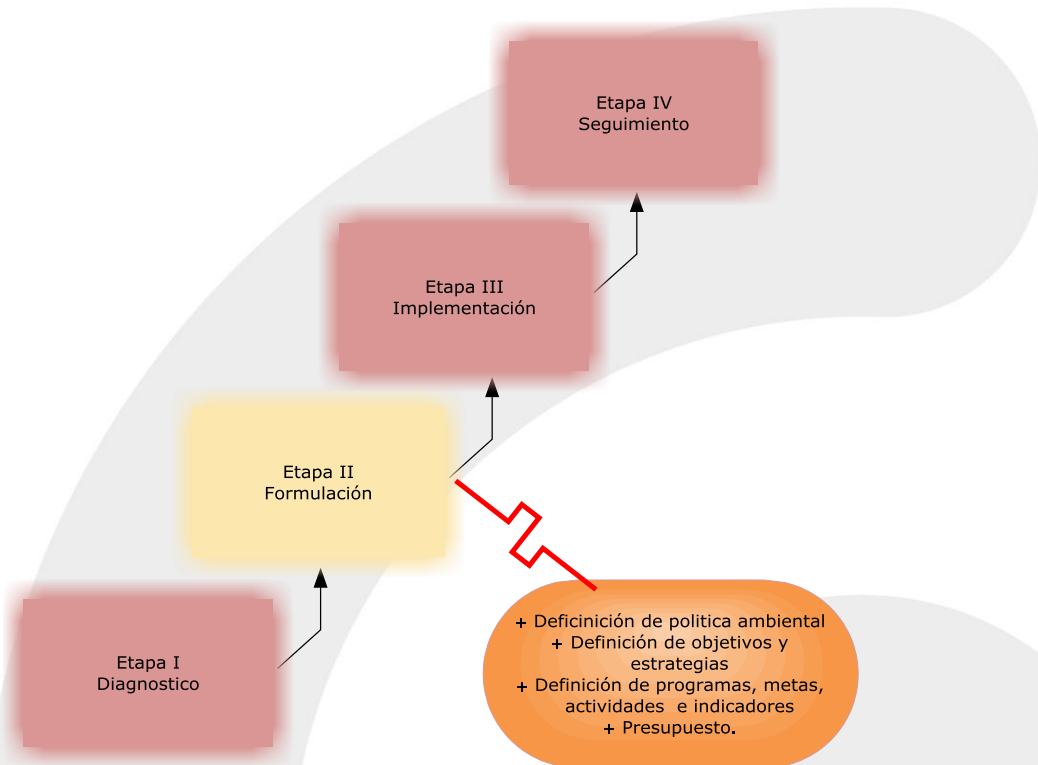 Etapa IV
Seguimiento
Etapa III
Implementación
Etapa II
Formulación
Etapa I
Diagnostico
+ Deficinición de politica ambiental
+ Definición de objetivos y
estrategias
+ Definición de programas, metas,
actividades e indicadores
+ Presupuesto.